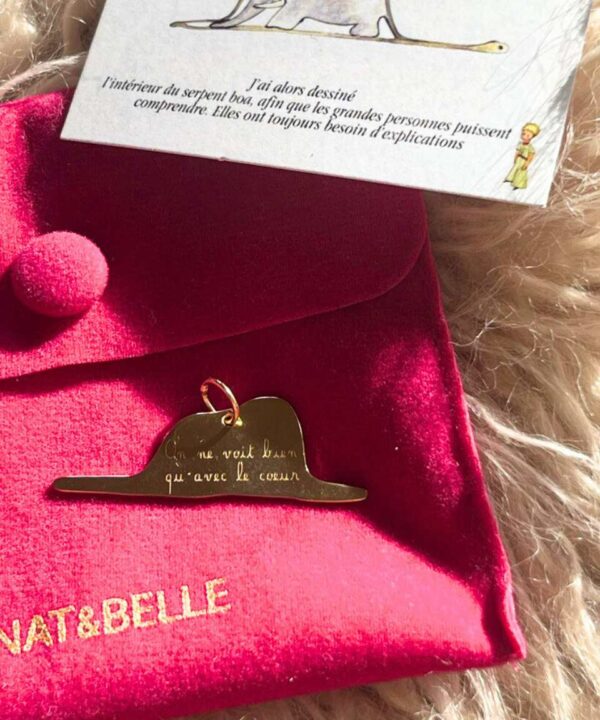 J'ai alors dessiné
l'intérieur du serpent boa, afin que les grandes personnes puissent
comprendre. Elles ont toujours besoin d'explications
On ne voit bien
qu'avec le coeur
NAT&BELLE